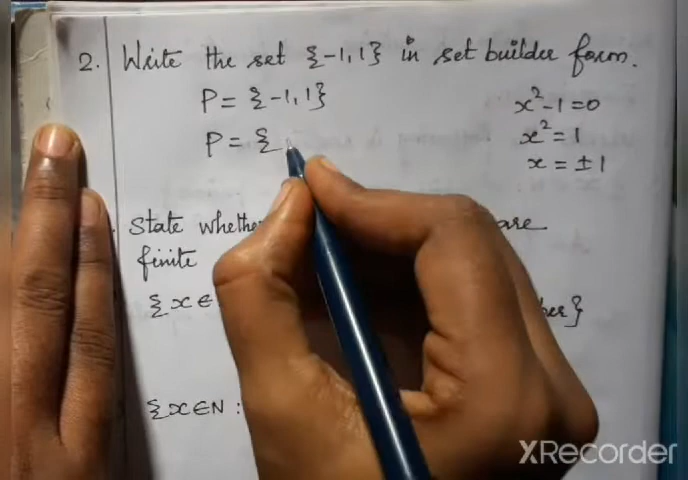 2. Write the set {-1, 1} in set builder form.
P = {-1, 1}
x² - 1 = 0
P = {
x² = 1
x = ±1
State whether are
finite
{x ∈ ber}
{x ∈ N :
XRecorder